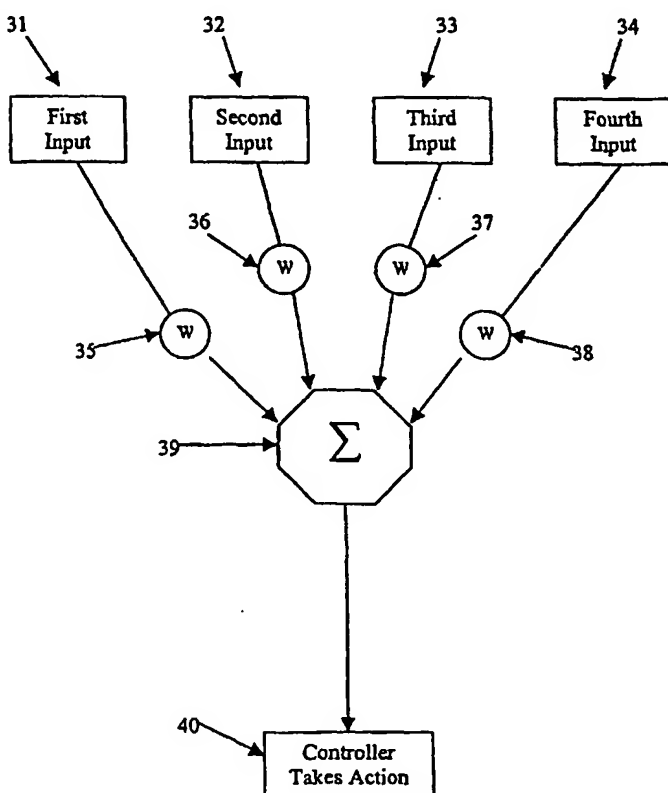 31
32
33
34
First
Input
Second
Input
Third
Input
Fourth
Input
36
W
W
37
35
W
W
38
39
Σ
40
Controller
Takes Action